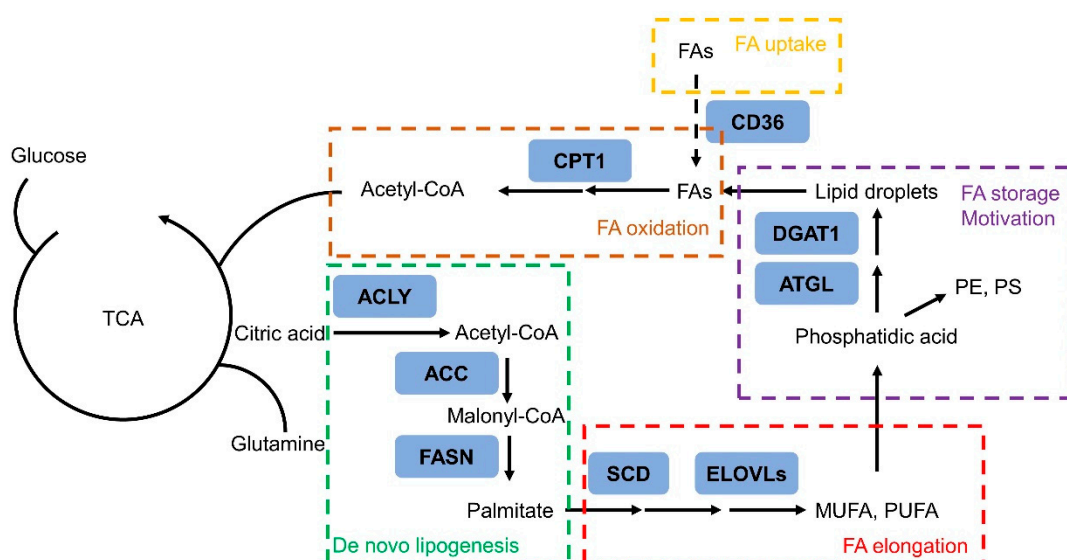 FAs
FA uptake
CD36
Glucose
CPT1
Acetyl-CoA
FAs
FA oxidation
Lipid droplets
FA storage
Motivation
DGAT1
ATGL
PE, PS
Phosphatidic acid
TCA
ACLY
Citric acid
Acetyl-CoA
ACC
Malonyl-CoA
Glutamine
FASN
Palmitate
De novo lipogenesis
SCD
ELOVLs
MUFA, PUFA
FA elongation